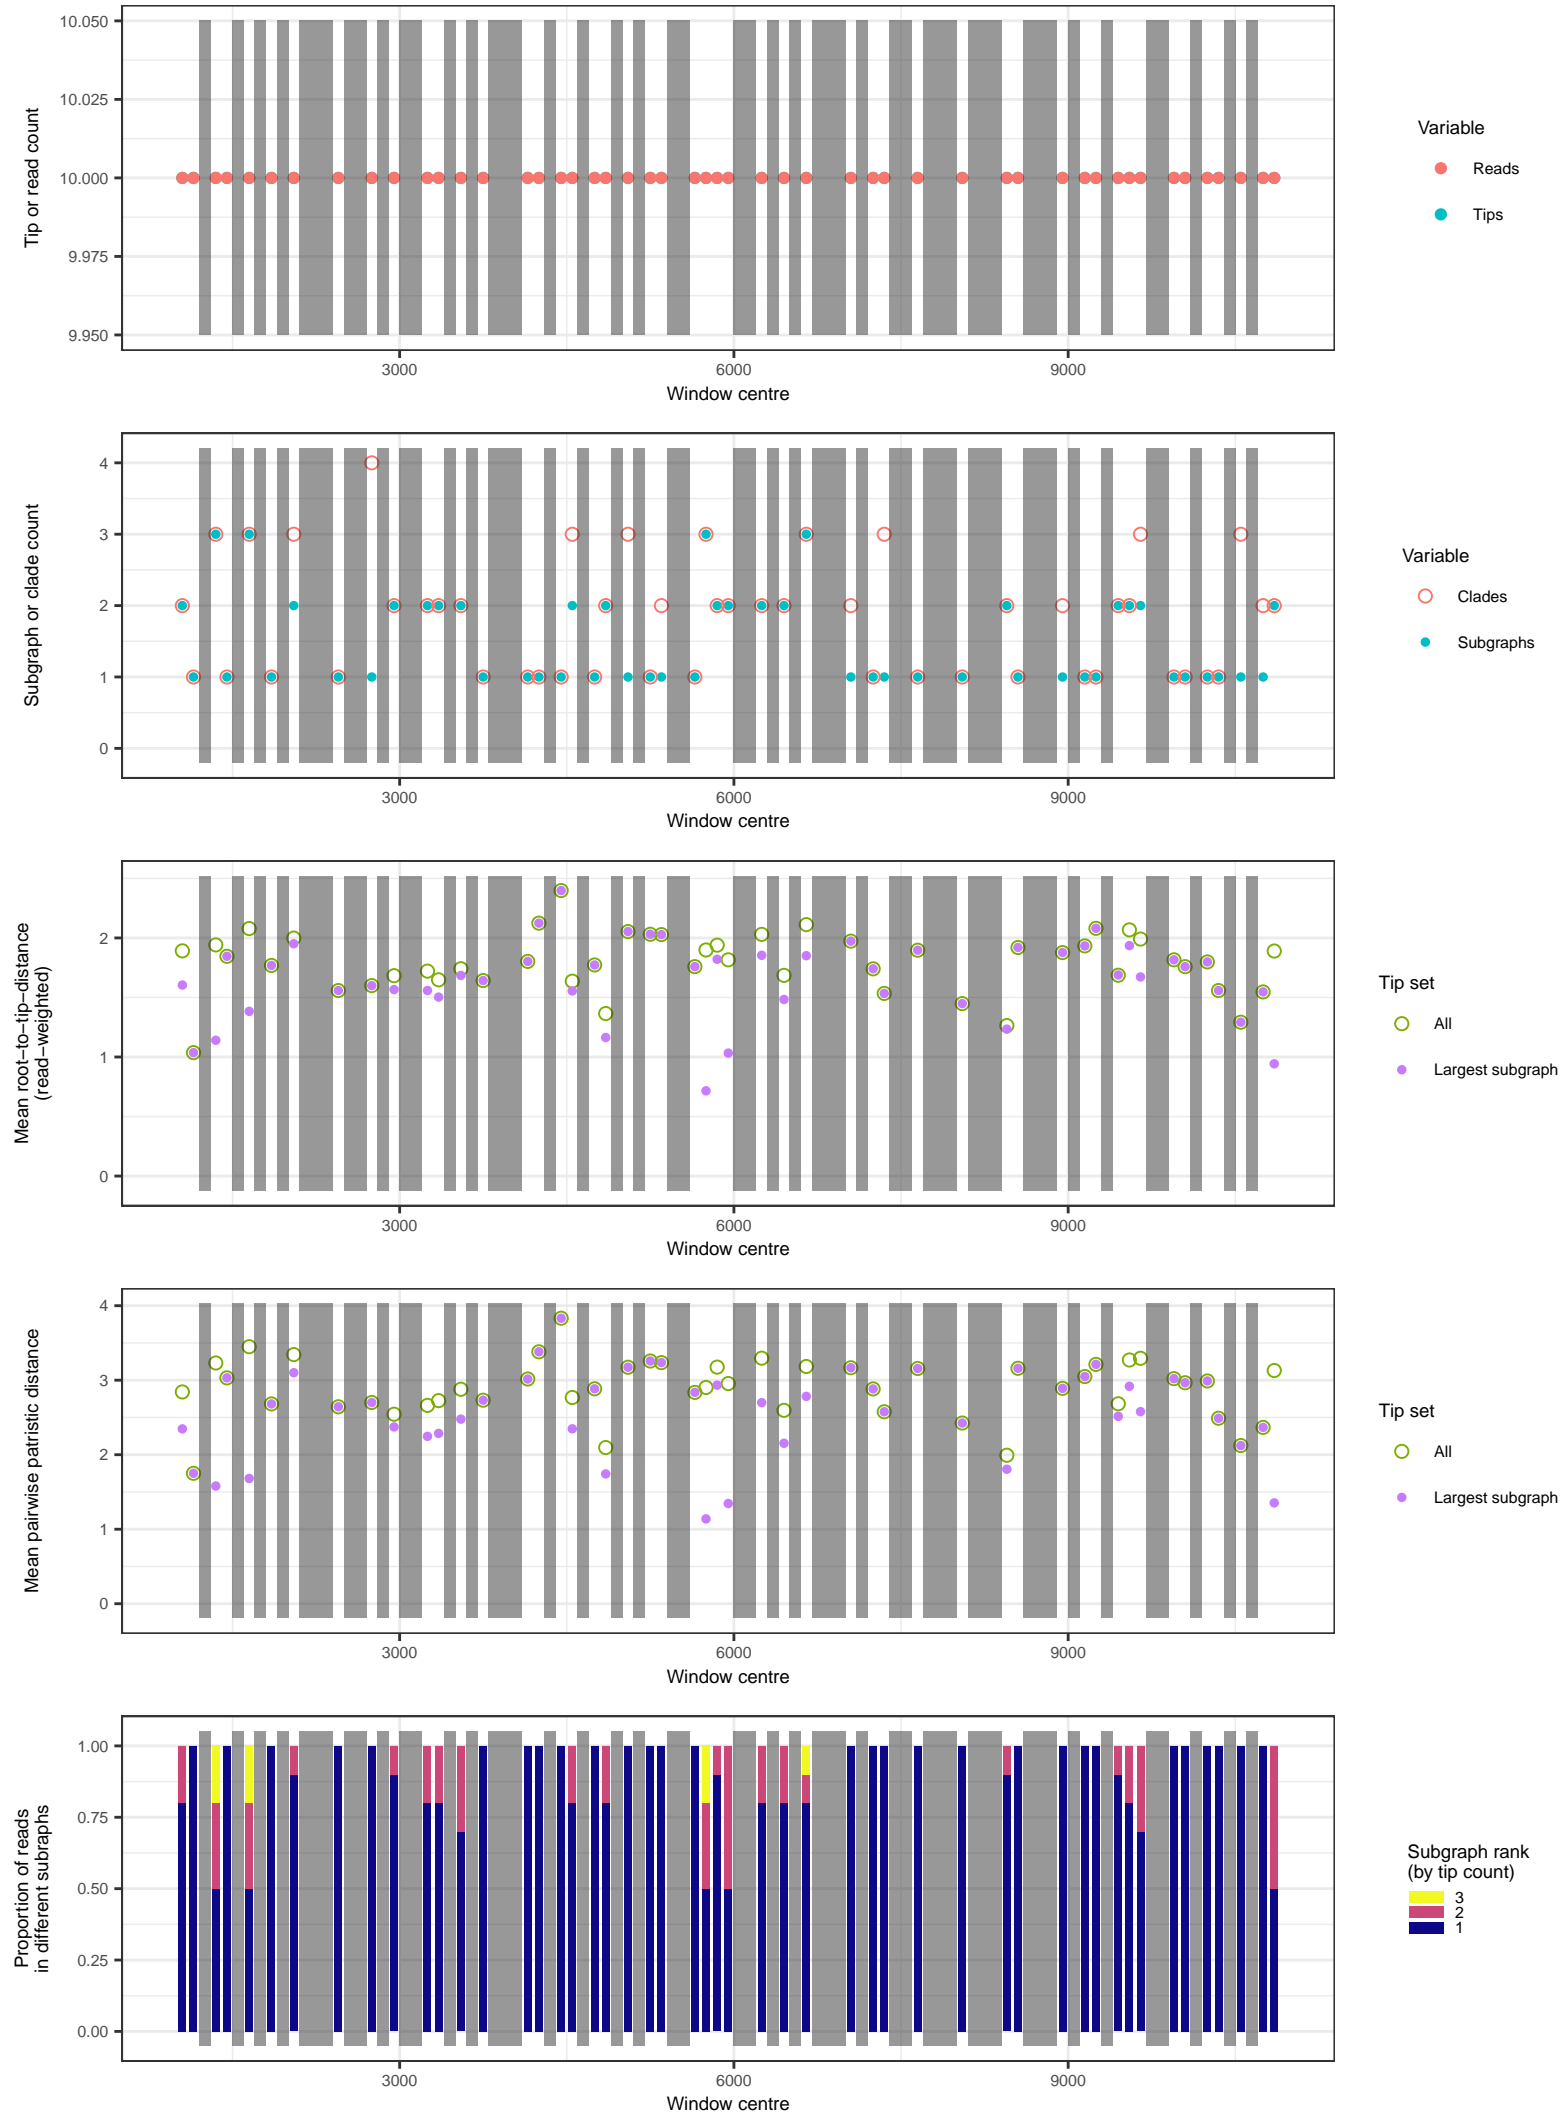 10.050
10.025
10.000
9.975
9.950
Tip or read count
3000
6000
9000
Window centre
Variable
Reads
Tips
4
3
2
1
0
Subgraph or clade count
3000
6000
9000
Window centre
Variable
Clades
Subgraphs
2
1
0
Mean root−to−tip−distance
(read−weighted)
3000
6000
9000
Window centre
Tip set
All
Largest subgraph
4
3
2
1
0
Mean pairwise patristic distance
3000
6000
9000
Window centre
Tip set
All
Largest subgraph
1.00
0.75
0.50
0.25
0.00
Proportion of reads
in different subraphs
3000
6000
9000
Window centre
Subgraph rank
(by tip count)
3
2
1